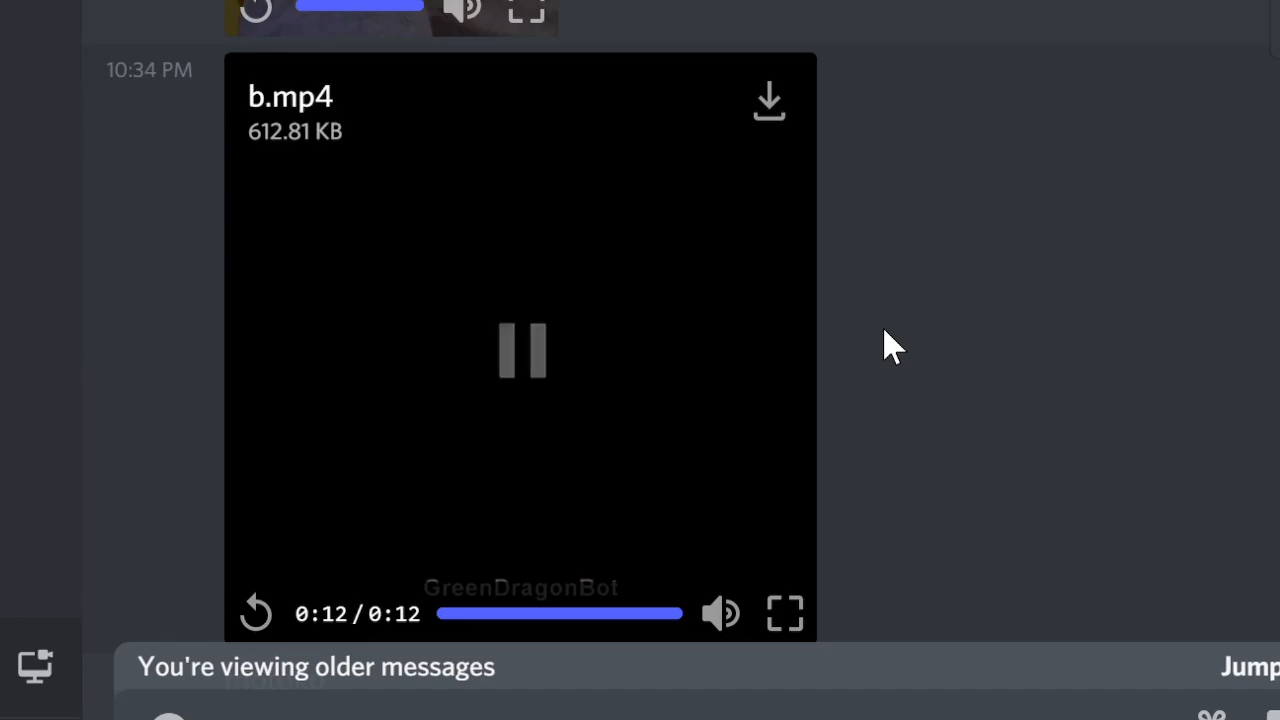 10:34 PM
b.mp4
612.81 KB
GreenDragonBot
0:12/0:12
You're viewing older messages
Jump